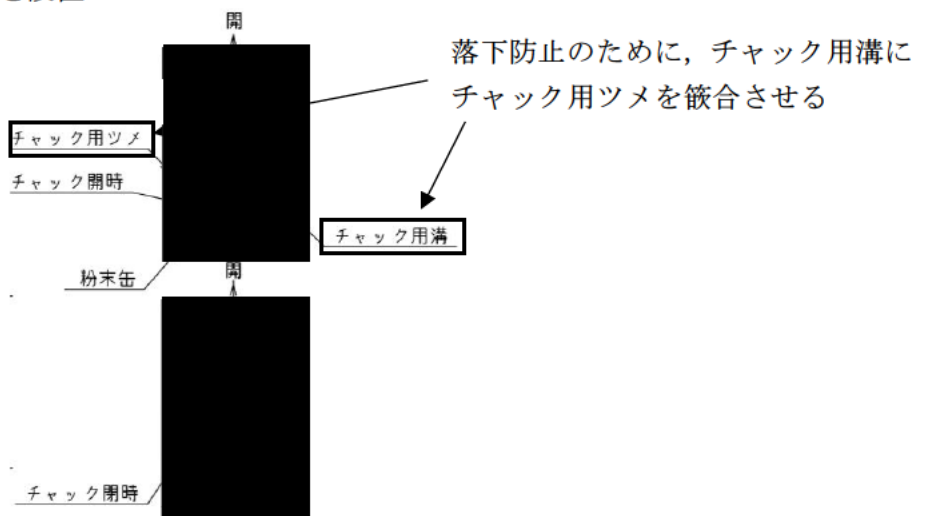 開
落下防止のために，チャック用溝に
チャック用ツメを篏合させる
チャック用ツメ
チャック開時
チャック用溝
粉末缶
開
チャック閉時